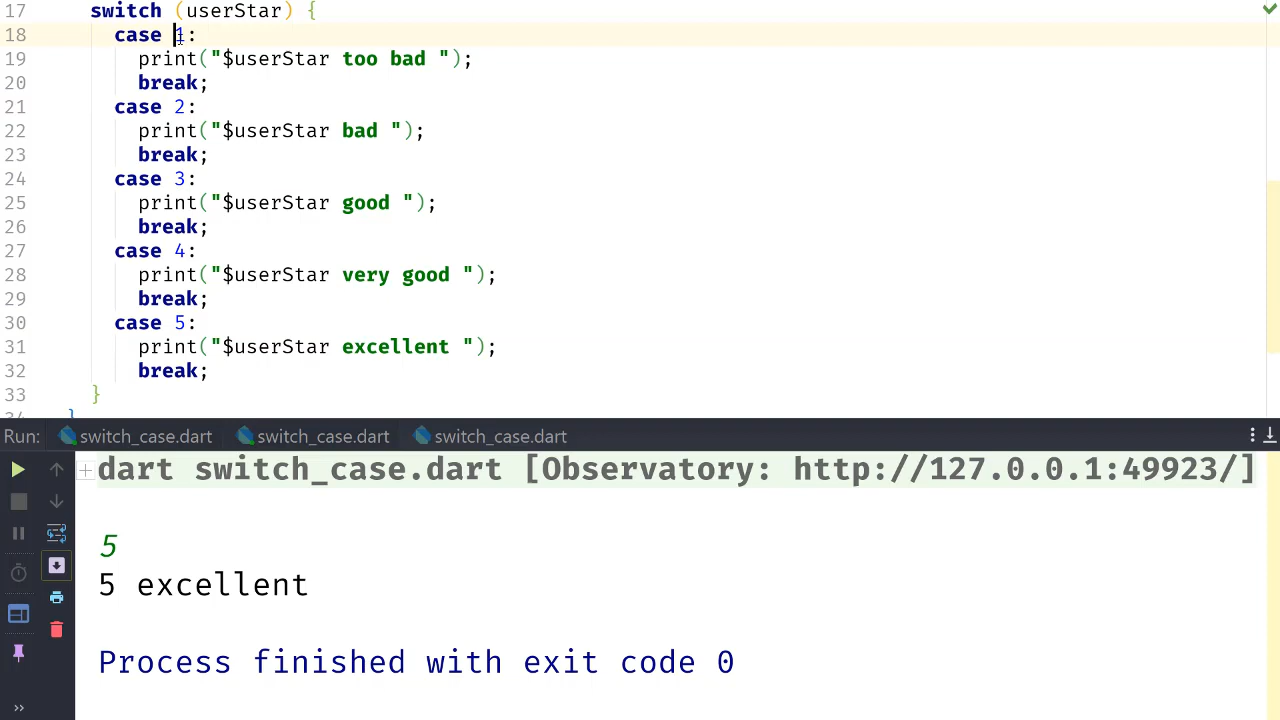 17 switch (userStar) {
18 case 1:
19 print("$userStar too bad ");
20 break;
21 case 2:
22 print("$userStar bad ");
23 break;
24 case 3:
25 print("$userStar good ");
26 break;
27 case 4:
28 print("$userStar very good ");
29 break;
30 case 5:
31 print("$userStar excellent ");
32 break;
33 }
34 }
Run: switch_case.dart switch_case.dart switch_case.dart
dart switch_case.dart [Observatory: http://127.0.0.1:49923/]
5
5 excellent
Process finished with exit code 0